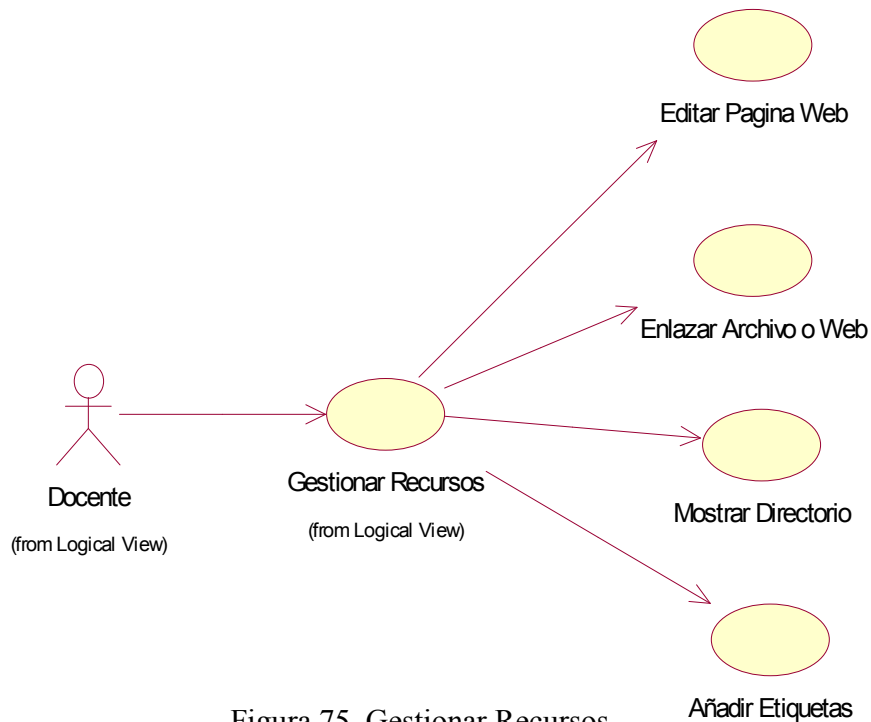 Editar Pagina Web
Enlazar Archivo o Web
Docente
(from Logical View)
Gestionar Recursos
(from Logical View)
Mostrar Directorio
Añadir Etiquetas
Figura 75. Gestionar Recursos